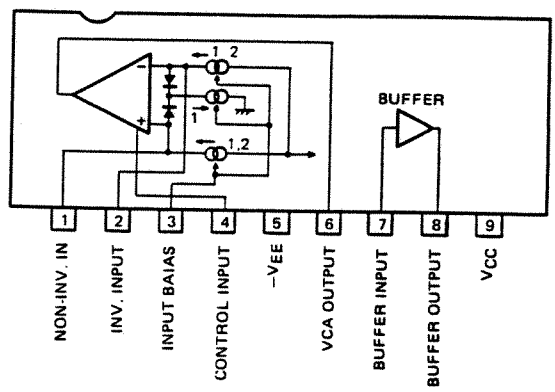 1 2
−
BUFFER
1
+
1,2
1 2 3 4 5 6 7 8 9
NON-INV. IN
INV. INPUT
INPUT BAIAS
CONTROL INPUT
−VEE
VCA OUTPUT
BUFFER INPUT
BUFFER OUTPUT
VCC